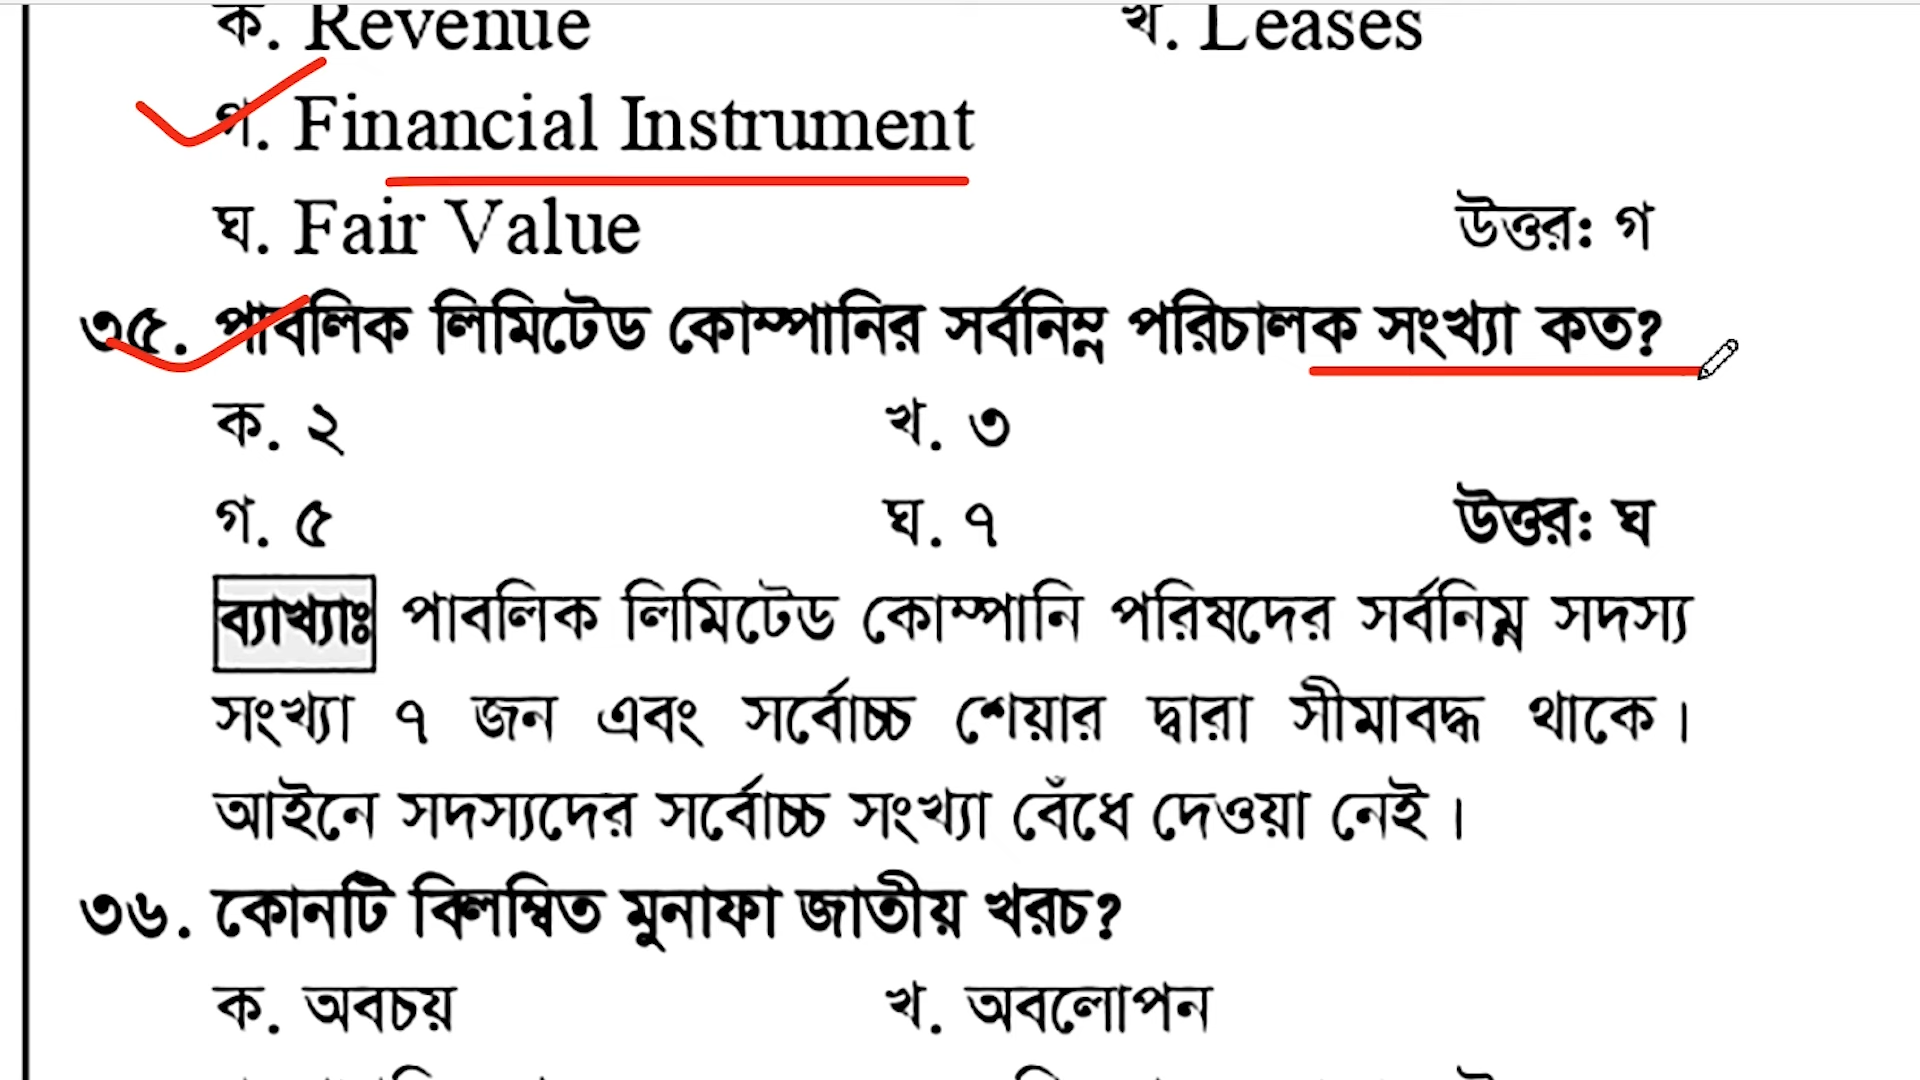 ক. Revenue খ. Leases
গ. Financial Instrument
ঘ. Fair Value উত্তরঃ গ
৩৫. পাবলিক লিমিটেড কোম্পানির সর্বনিম্ন পরিচালক সংখ্যা কত?
ক. ২ খ. ৩
গ. ৫ ঘ. ৭ উত্তরঃ ঘ
ব্যাখ্যাঃ পাবলিক লিমিটেড কোম্পানি পরিষদের সর্বনিম্ন সদস্য
সংখ্যা ৭ জন এবং সর্বোচ্চ শেয়ার দ্বারা সীমাবদ্ধ থাকে।
আইনে সদস্যদের সর্বোচ্চ সংখ্যা বেঁধে দেওয়া নেই।
৩৬. কোনটি বিলম্বিত মুনাফা জাতীয় খরচ?
ক. অবচয় খ. অবলোপন